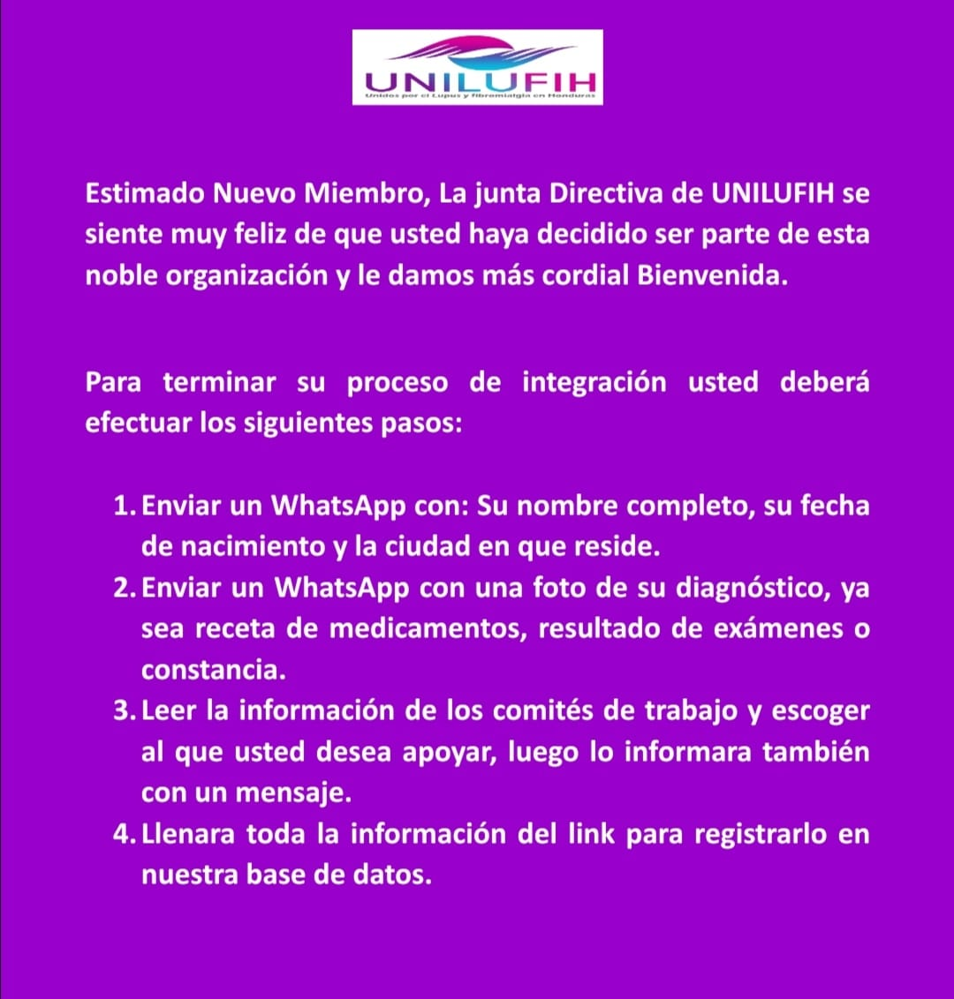 UNILUFIH
Unidos por el Lupus y fibromialgia en Honduras
Estimado Nuevo Miembro, La junta Directiva de UNILUFIH se
siente muy feliz de que usted haya decidido ser parte de esta
noble organización y le damos más cordial Bienvenida.
Para terminar su proceso de integración usted deberá
efectuar los siguientes pasos:
1. Enviar un WhatsApp con: Su nombre completo, su fecha
de nacimiento y la ciudad en que reside.
2. Enviar un WhatsApp con una foto de su diagnóstico, ya
sea receta de medicamentos, resultado de exámenes o
constancia.
3. Leer la información de los comités de trabajo y escoger
al que usted desea apoyar, luego lo informara también
con un mensaje.
4. Llenara toda la información del link para registrarlo en
nuestra base de datos.